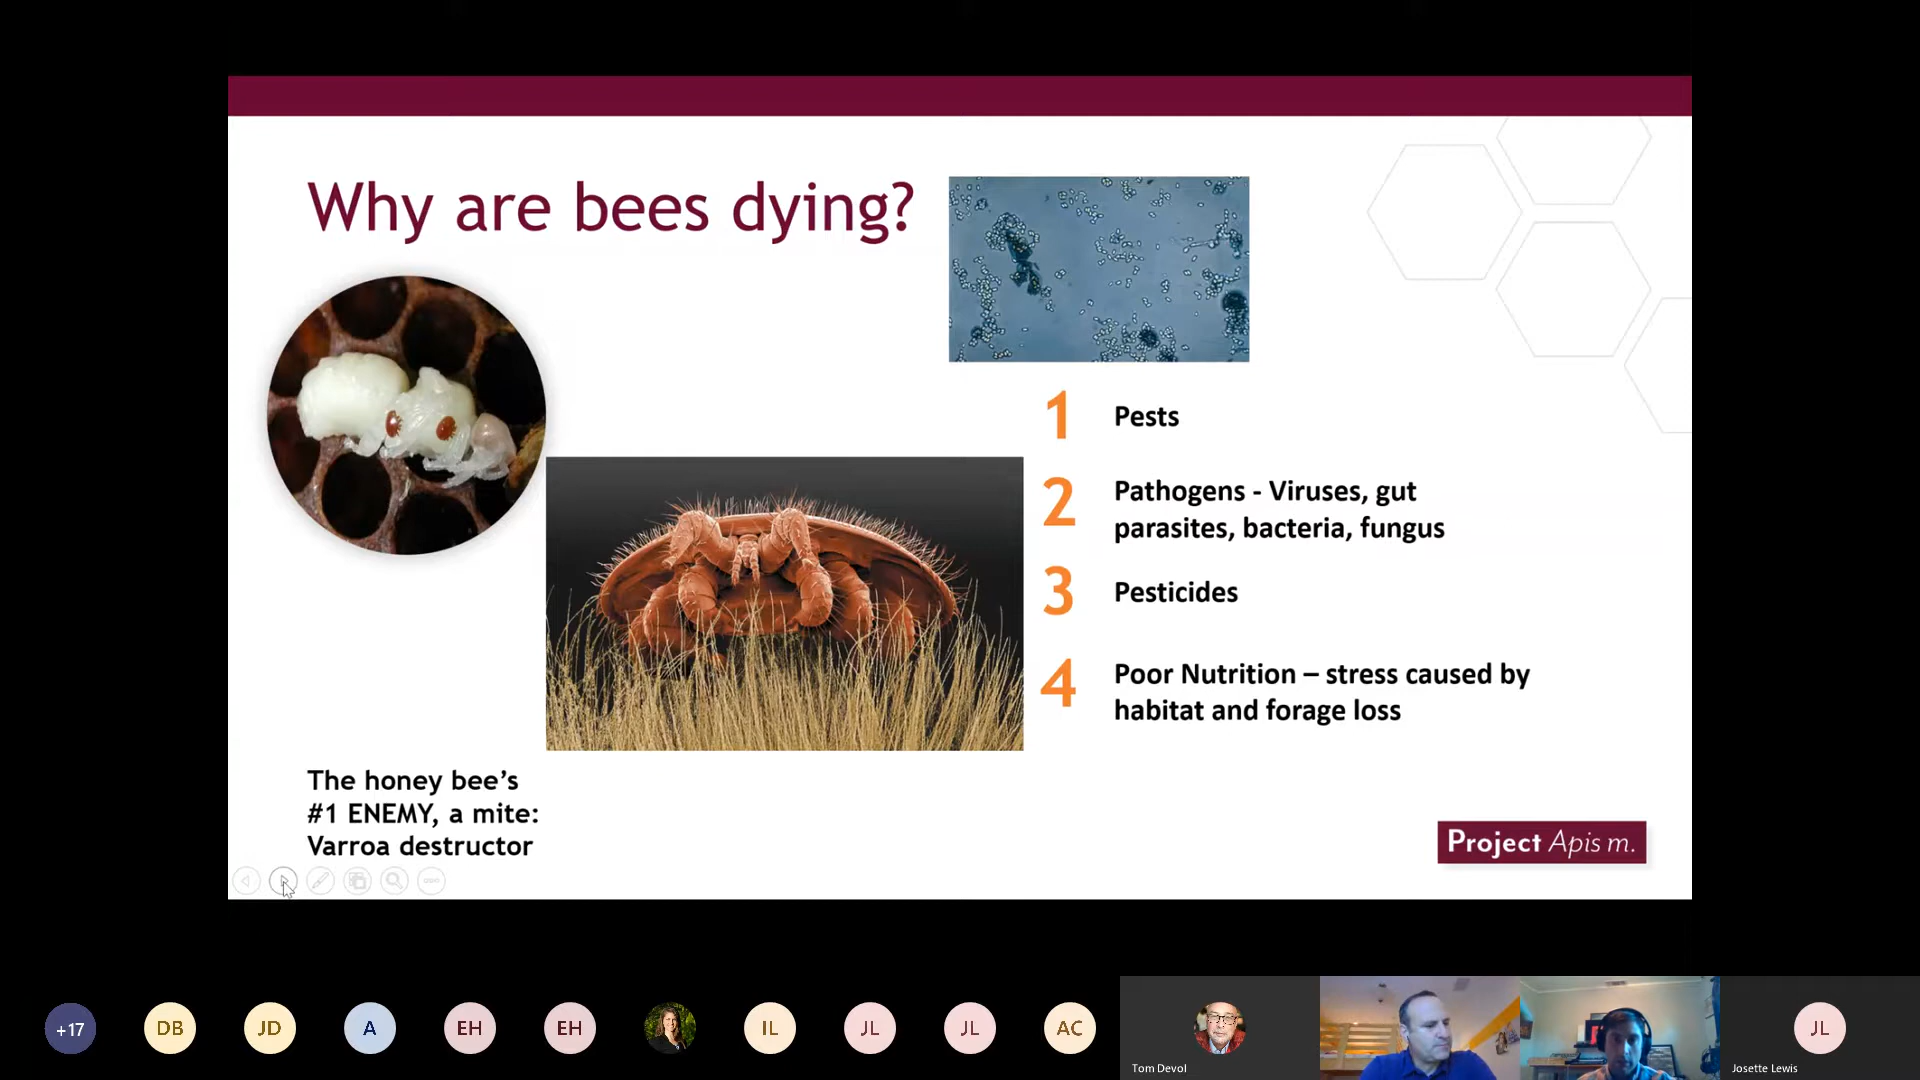 Why are bees dying?
1 Pests
2 Pathogens - Viruses, gut
parasites, bacteria, fungus
3 Pesticides
4 Poor Nutrition – stress caused by
habitat and forage loss
The honey bee’s
#1 ENEMY, a mite:
Varroa destructor
Project Apis m.
+17
DB
JD
A
EH
EH
IL
JL
JL
AC
Tom Devol
JL
Josette Lewis